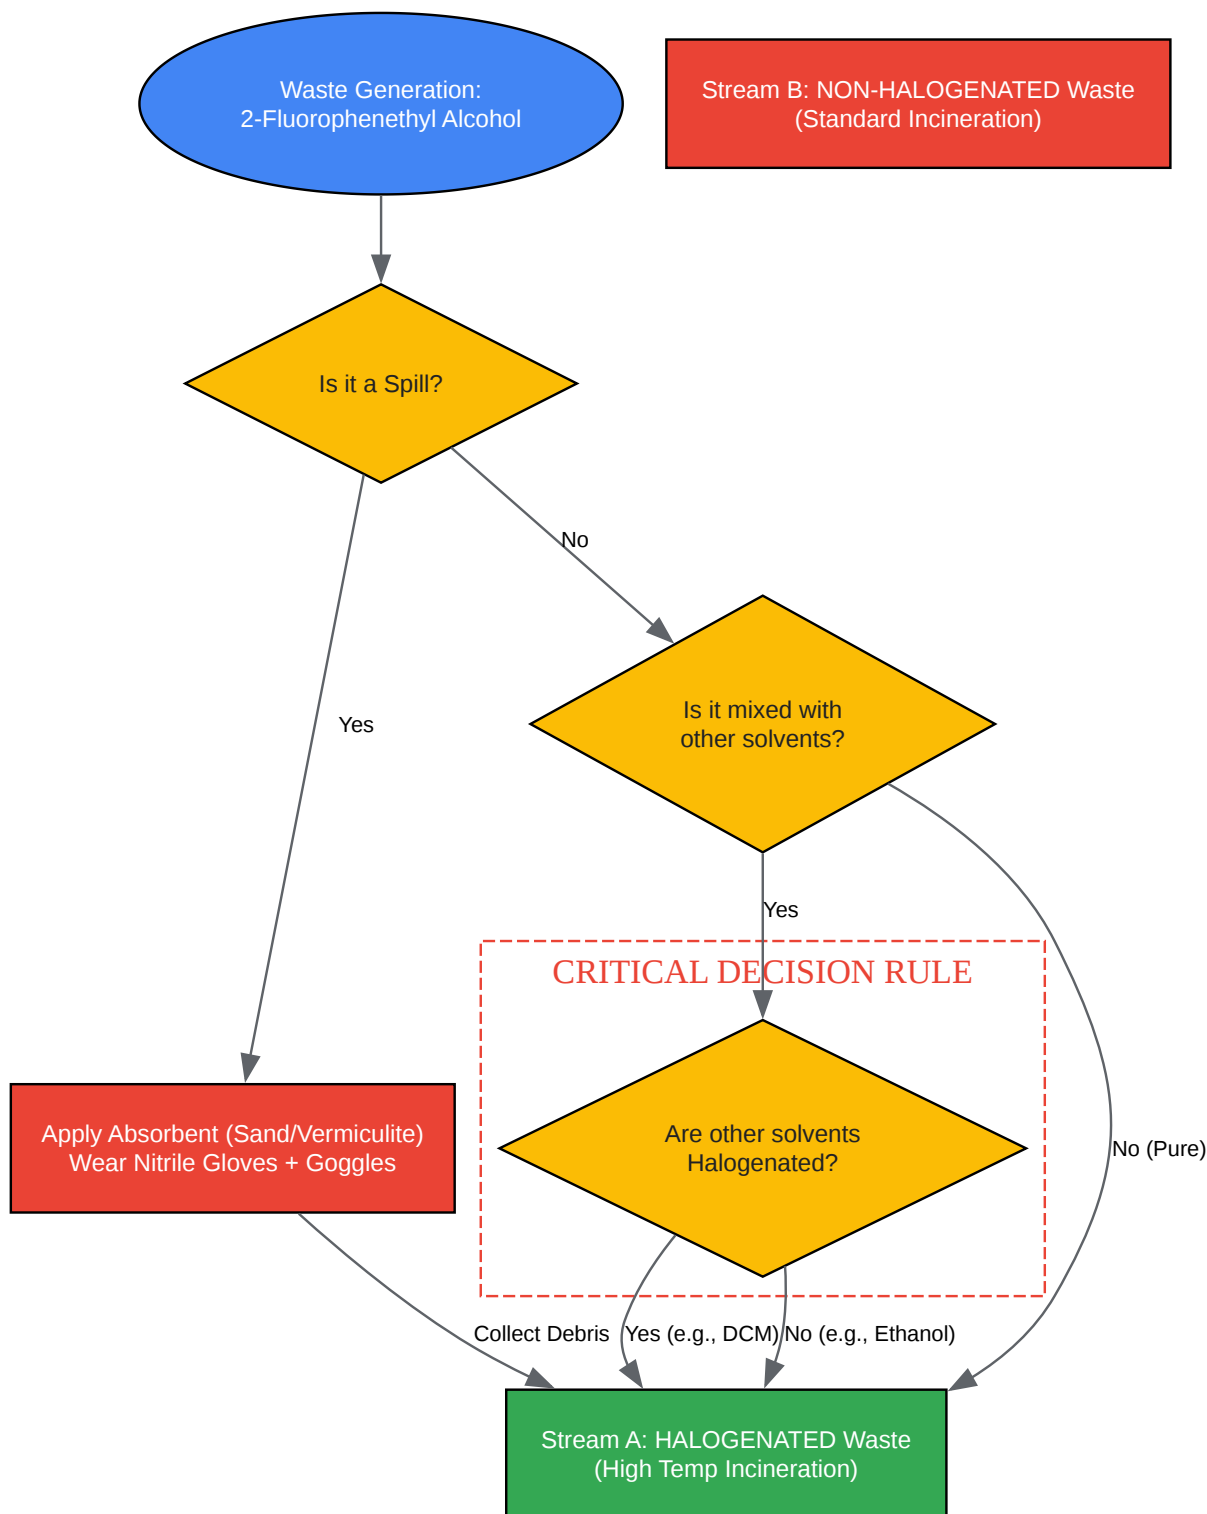 Waste Generation:
2-Fluorophenethyl Alcohol
Stream B: NON-HALOGENATED Waste
(Standard Incineration)
Is it a Spill?
No
Is it mixed with
other solvents?
Yes
Yes
CRITICAL DECISION RULE
Apply Absorbent (Sand/Vermiculite)
Wear Nitrile Gloves + Goggles
Are other solvents
Halogenated?
No (Pure)
Collect Debris
Yes (e.g., DCM)
No (e.g., Ethanol)
Stream A: HALOGENATED Waste
(High Temp Incineration)